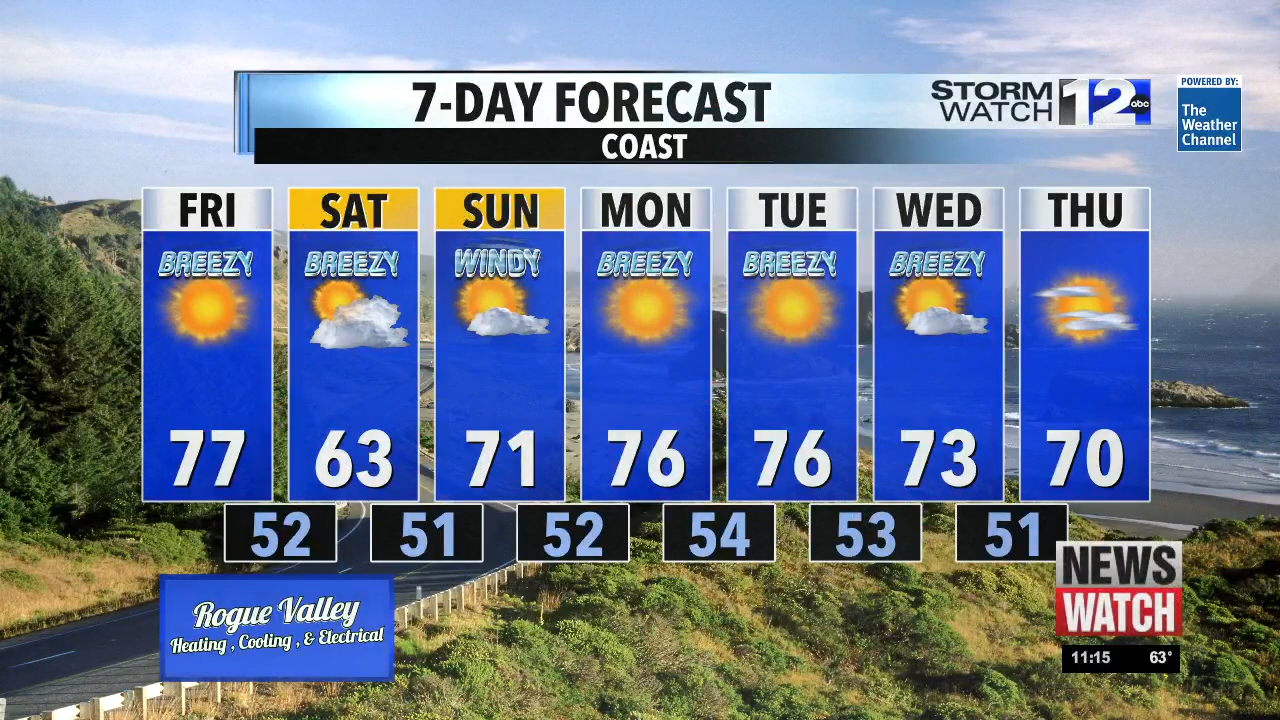 7-DAY FORECAST
COAST
STORM
WATCH
12
abc
POWERED BY:
The
Weather
Channel
FRI SAT SUN MON TUE WED THU
BREEZY BREEZY WINDY BREEZY BREEZY BREEZY
77 63 71 76 76 73 70
52 51 52 54 53 51
Rogue Valley
Heating , Cooling , & Electrical
NEWS
WATCH
11:15 63°